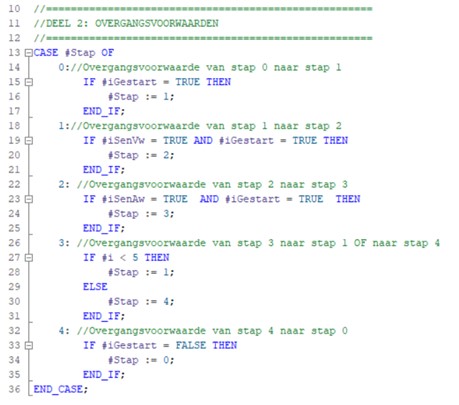 10 //====================================================
11 //DEEL 2: OVERGANGSVOORWAARDEN
12 //====================================================
13 CASE #Stap OF
14 0://Overgangsvoorwaarde van stap 0 naar stap 1
15 IF #iGestart = TRUE THEN
16 #Stap := 1;
17 END_IF;
18 1://Overgangsvoorwaarde van stap 1 naar stap 2
19 IF #iSenVw = TRUE AND #iGestart = TRUE THEN
20 #Stap := 2;
21 END_IF;
22 2: //Overgangsvoorwaarde van stap 2 naar stap 3
23 IF #iSenAw = TRUE AND #iGestart = TRUE THEN
24 #Stap := 3;
25 END_IF;
26 3: //Overgangsvoorwaarde van stap 3 naar stap 1 OF naar stap 4
27 IF #i < 5 THEN
28 #Stap := 1;
29 ELSE
30 #Stap := 4;
31 END_IF;
32 4: //Overgangsvoorwaarde van stap 4 naar stap 0
33 IF #iGestart = FALSE THEN
34 #Stap := 0;
35 END_IF;
36 END_CASE;